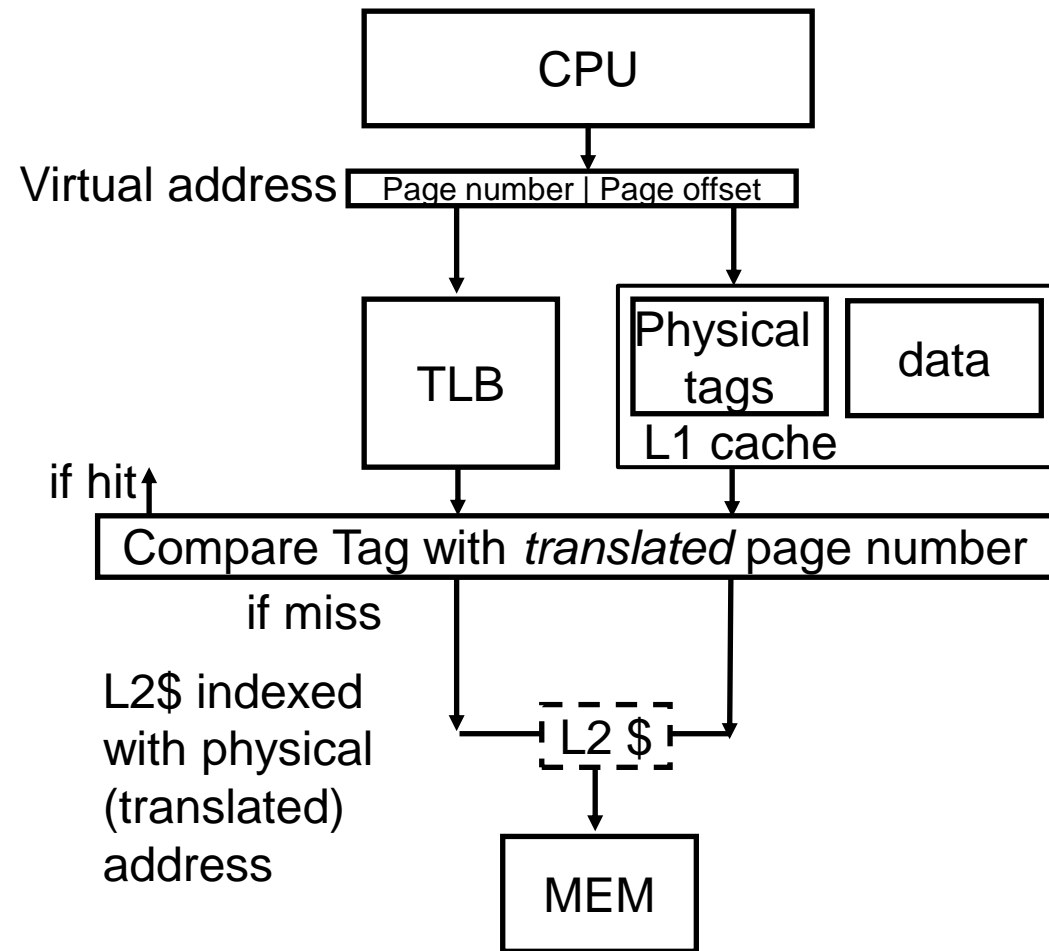 CPU
Virtual address
Page number | Page offset
TLB
Physical
tags
data
L1 cache
if hit
Compare Tag with translated page number
if miss
L2$ indexed
with physical
(translated)
address
L2 $
MEM